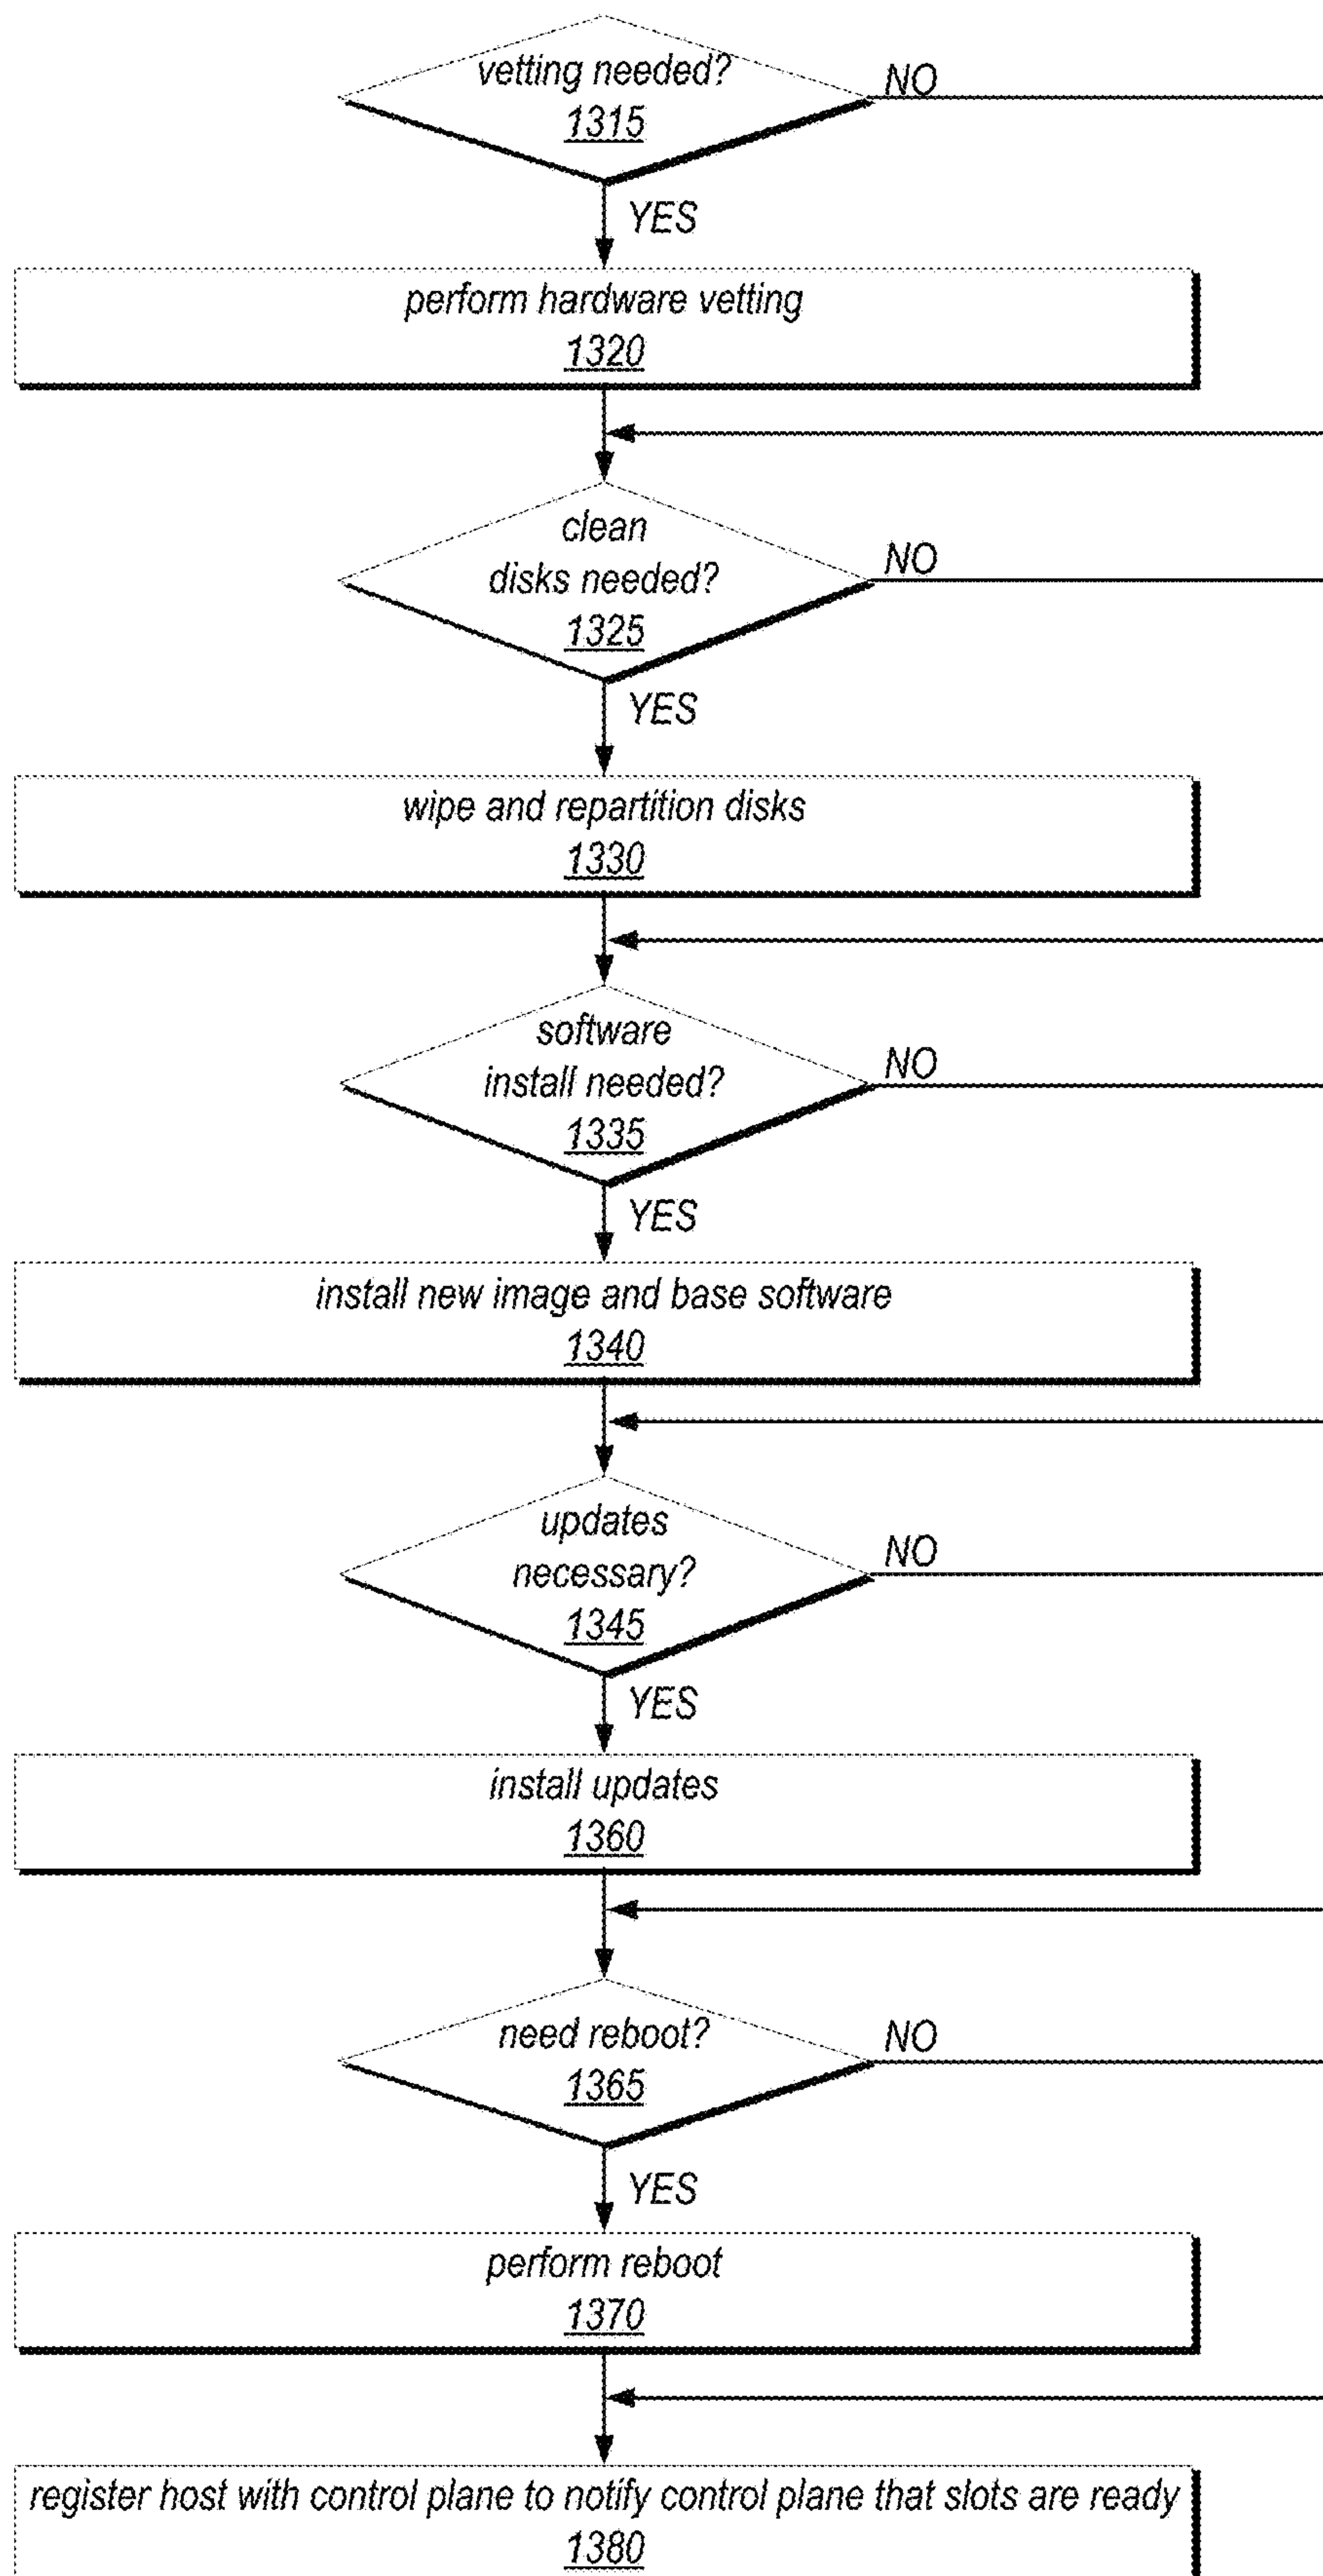 vetting needed?
1315
NO
YES
perform hardware vetting
1320
clean
disks needed?
1325
NO
YES
wipe and repartition disks
1330
software
install needed?
1335
NO
YES
install new image and base software
1340
updates
necessary?
1345
NO
YES
install updates
1360
need reboot?
1365
NO
YES
perform reboot
1370
register host with control plane to notify control plane that slots are ready
1380